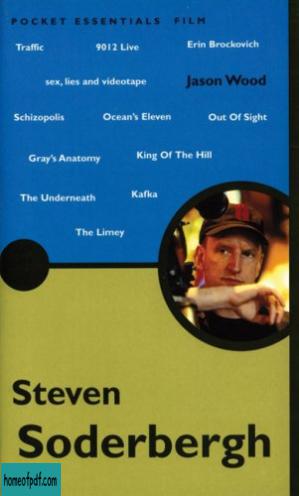 POCKET ESSENTIALS FILM
Traffic 9012 Live Erin Brockovich
sex, lies and videotape Jason Wood
Schizopolis Ocean's Eleven Out Of Sight
Gray's Anatomy King Of The Hill
The Underneath Kafka
The Limey
Steven
Soderbergh
homeofpdf.com